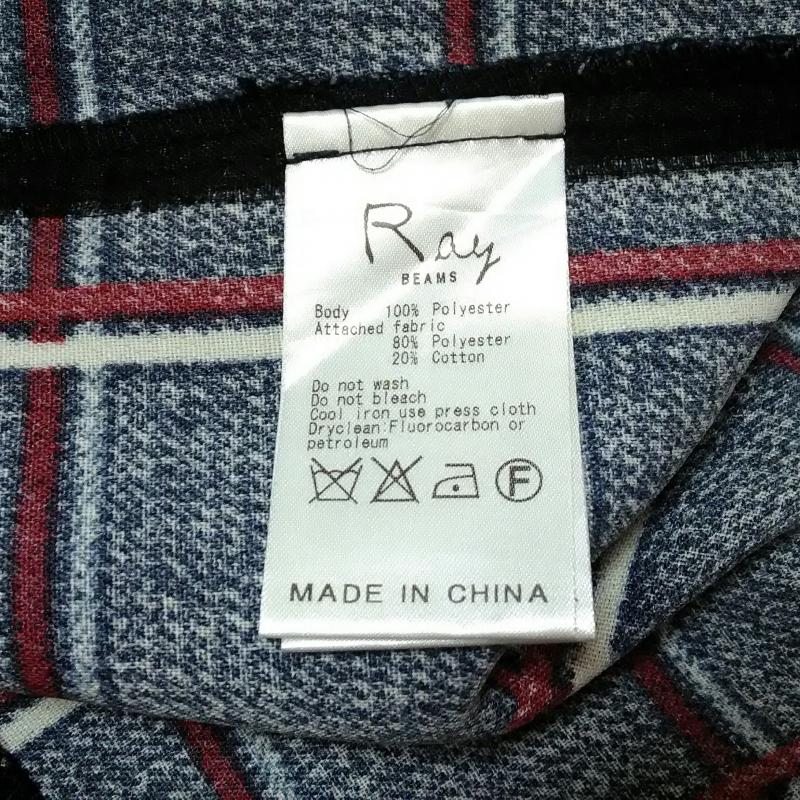 Ray
BEAMS
Body 100% Polyester
Attached fabric
80% Polyester
20% Cotton
Do not wash
Do not bleach
Cool iron use press cloth
Dryclean:Fluorocarbon or
petroleum
F
MADE IN CHINA